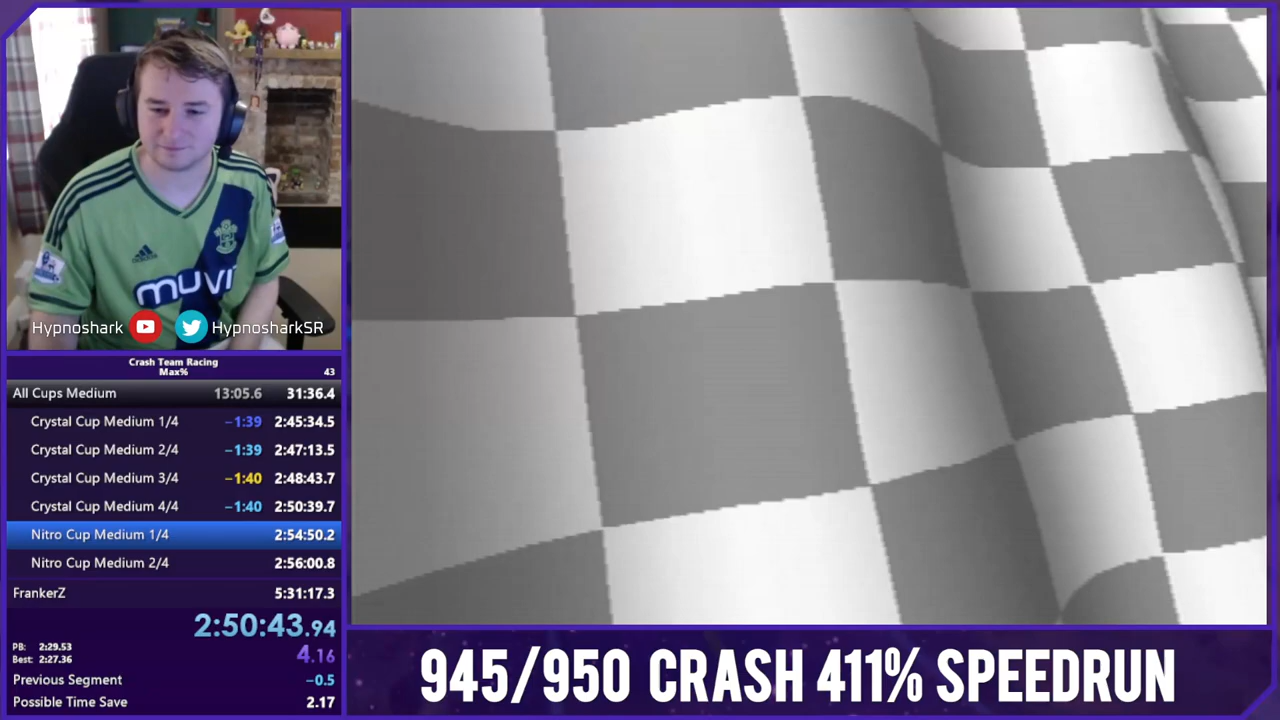 muvi
adidas
Hypnoshark HypnosharkSR
Crash Team Racing
Max% 43
All Cups Medium 13:05.6 31:36.4
Crystal Cup Medium 1/4 −1:39 2:45:34.5
Crystal Cup Medium 2/4 −1:39 2:47:13.5
Crystal Cup Medium 3/4 −1:40 2:48:43.7
Crystal Cup Medium 4/4 −1:40 2:50:39.7
Nitro Cup Medium 1/4 2:54:50.2
Nitro Cup Medium 2/4 2:56:00.8
FrankerZ 5:31:17.3
2:50:43.94
PB: 2:29.53
Best: 2:27.36
4.16
Previous Segment −0.5
Possible Time Save 2.17
945/950 CRASH 411% SPEEDRUN